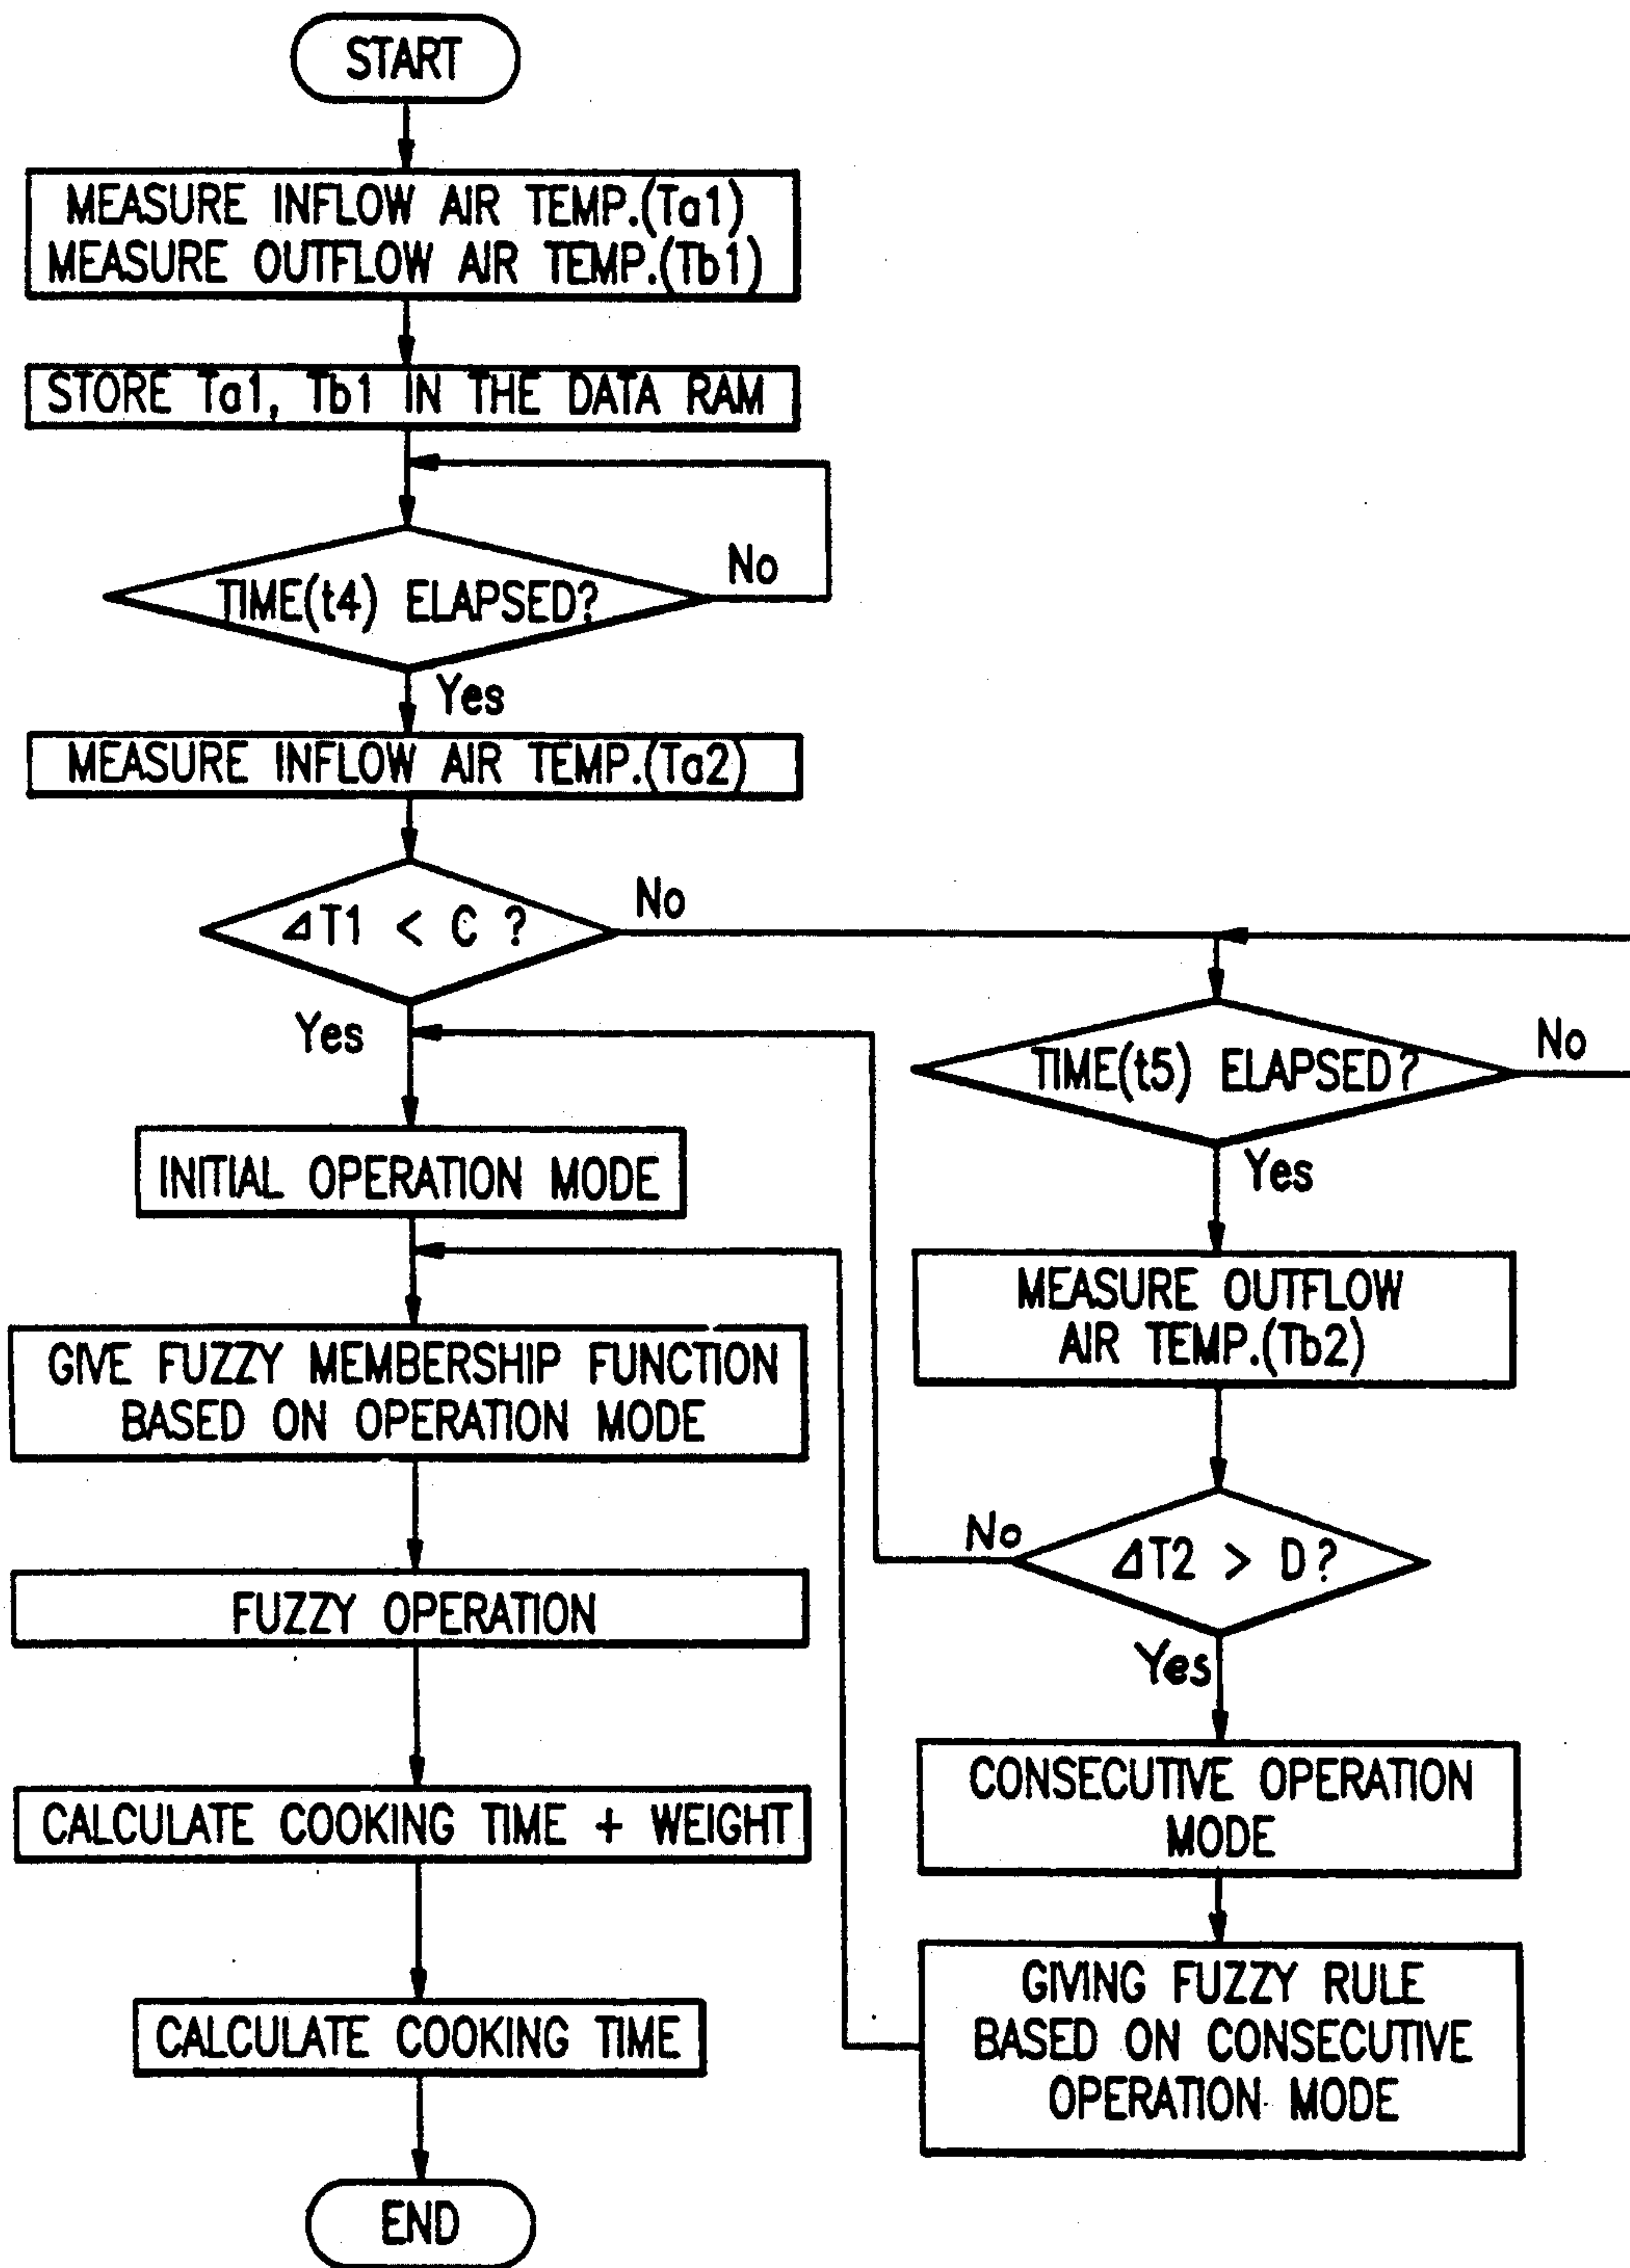 START
MEASURE INFLOW AIR TEMP.(Ta1)
MEASURE OUTFLOW AIR TEMP.(Tb1)
STORE Ta1, Tb1 IN THE DATA RAM
TIME(t4) ELAPSED?
No
Yes
MEASURE INFLOW AIR TEMP.(Ta2)
⊿T1 < C ?
No
Yes
INITIAL OPERATION MODE
GIVE FUZZY MEMBERSHIP FUNCTION
BASED ON OPERATION MODE
FUZZY OPERATION
CALCULATE COOKING TIME + WEIGHT
CALCULATE COOKING TIME
END
TIME(t5) ELAPSED?
No
Yes
MEASURE OUTFLOW
AIR TEMP.(Tb2)
⊿T2 > D?
No
Yes
CONSECUTIVE OPERATION
MODE
GIVING FUZZY RULE
BASED ON CONSECUTIVE
OPERATION MODE